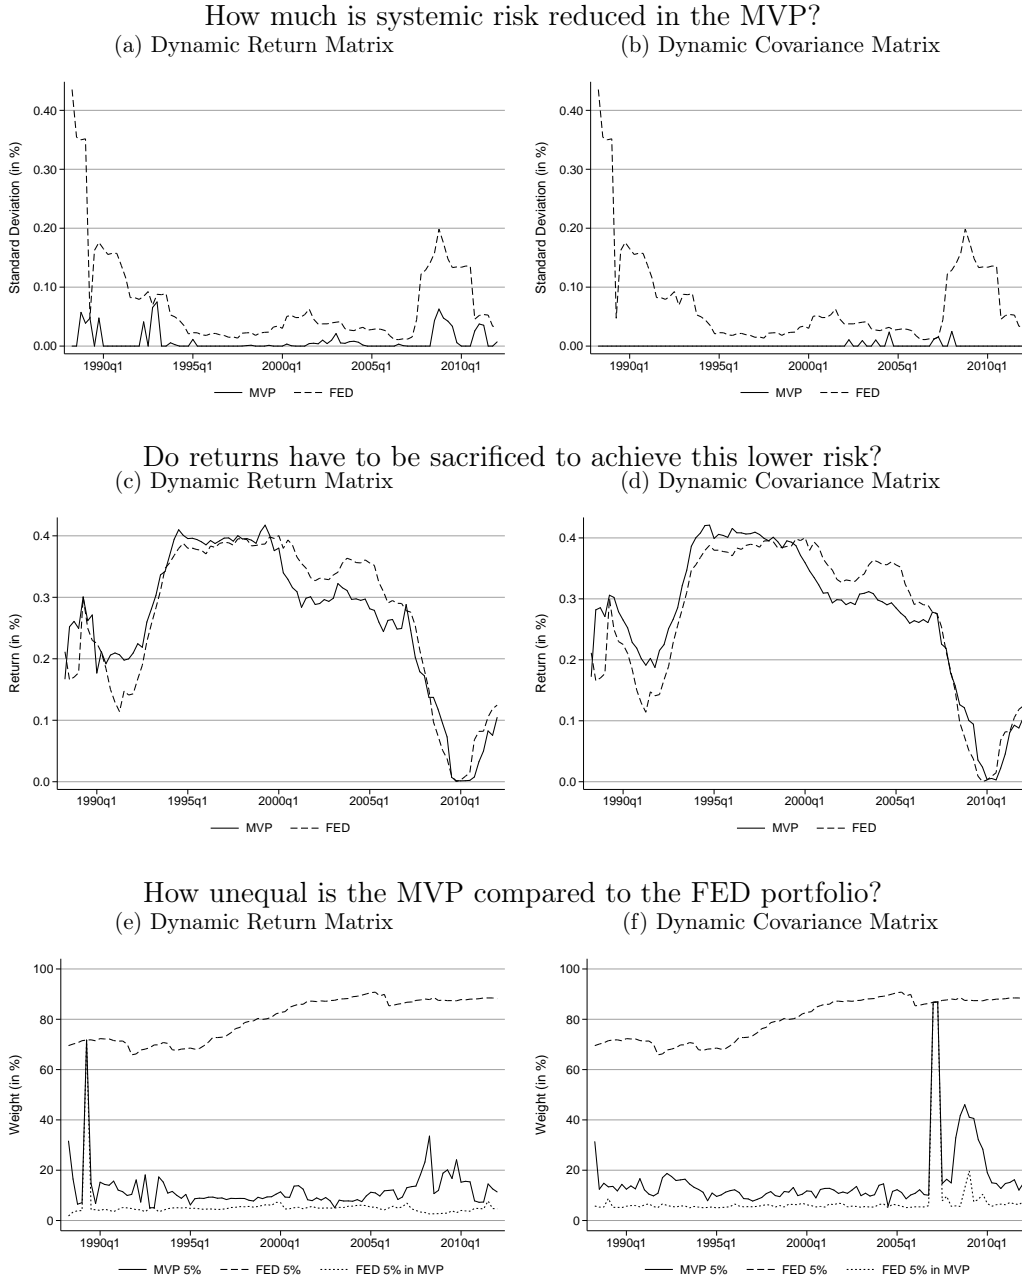 How much is systemic risk reduced in the MVP?
(a) Dynamic Return Matrix
(b) Dynamic Covariance Matrix
Standard Deviation (in %)
0.40
0.30
0.20
0.10
0.00
1990q1 1995q1 2000q1 2005q1 2010q1
MVP FED
Standard Deviation (in %)
0.40
0.30
0.20
0.10
0.00
1990q1 1995q1 2000q1 2005q1 2010q1
MVP FED
Do returns have to be sacrificed to achieve this lower risk?
(c) Dynamic Return Matrix
(d) Dynamic Covariance Matrix
Return (in %)
0.4
0.3
0.2
0.1
0.0
1990q1 1995q1 2000q1 2005q1 2010q1
MVP FED
Return (in %)
0.4
0.3
0.2
0.1
0.0
1990q1 1995q1 2000q1 2005q1 2010q1
MVP FED
How unequal is the MVP compared to the FED portfolio?
(e) Dynamic Return Matrix
(f) Dynamic Covariance Matrix
Weight (in %)
100
80
60
40
20
0
1990q1 1995q1 2000q1 2005q1 2010q1
MVP 5% FED 5% FED 5% in MVP
Weight (in %)
100
80
60
40
20
0
1990q1 1995q1 2000q1 2005q1 2010q1
MVP 5% FED 5% FED 5% in MVP